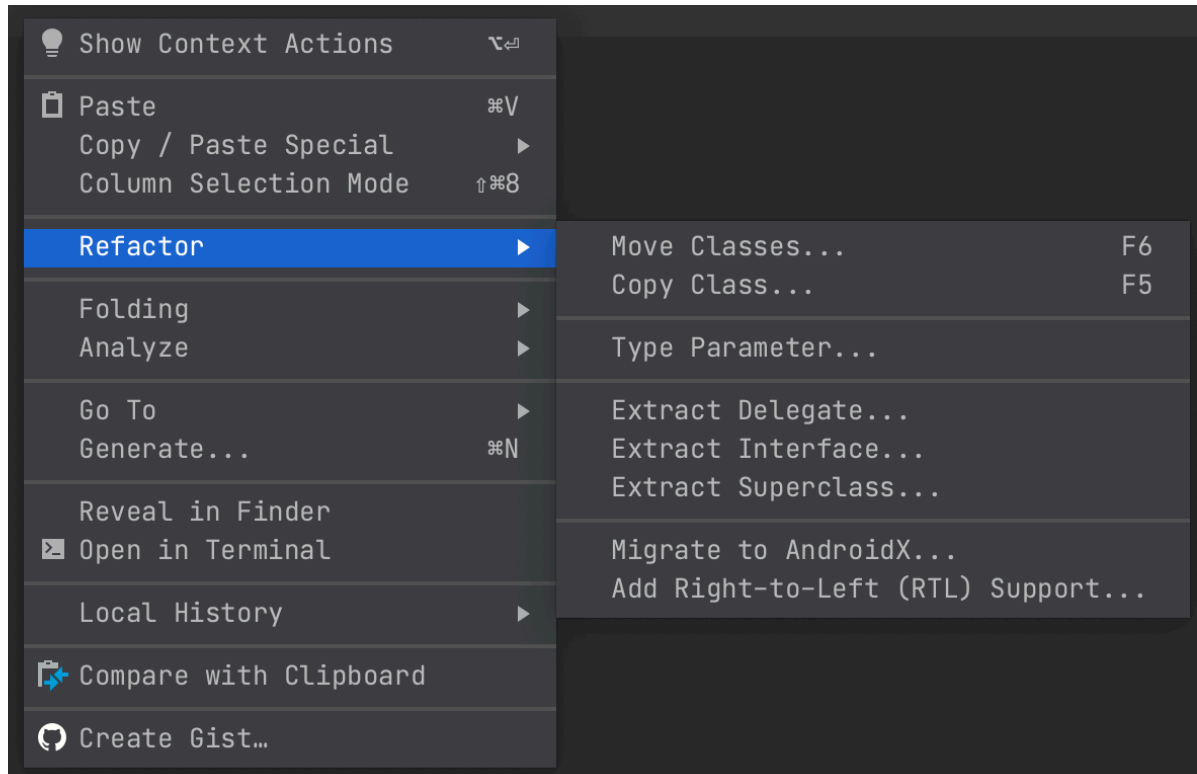 Show Context Actions ⌥⏎
Paste ⌘V
Copy / Paste Special
Column Selection Mode ⇧⌘8
Refactor
Folding
Analyze
Go To
Generate... ⌘N
Reveal in Finder
Open in Terminal
Local History
Compare with Clipboard
Create Gist…
Move Classes... F6
Copy Class... F5
Type Parameter...
Extract Delegate...
Extract Interface...
Extract Superclass...
Migrate to AndroidX...
Add Right-to-Left (RTL) Support...